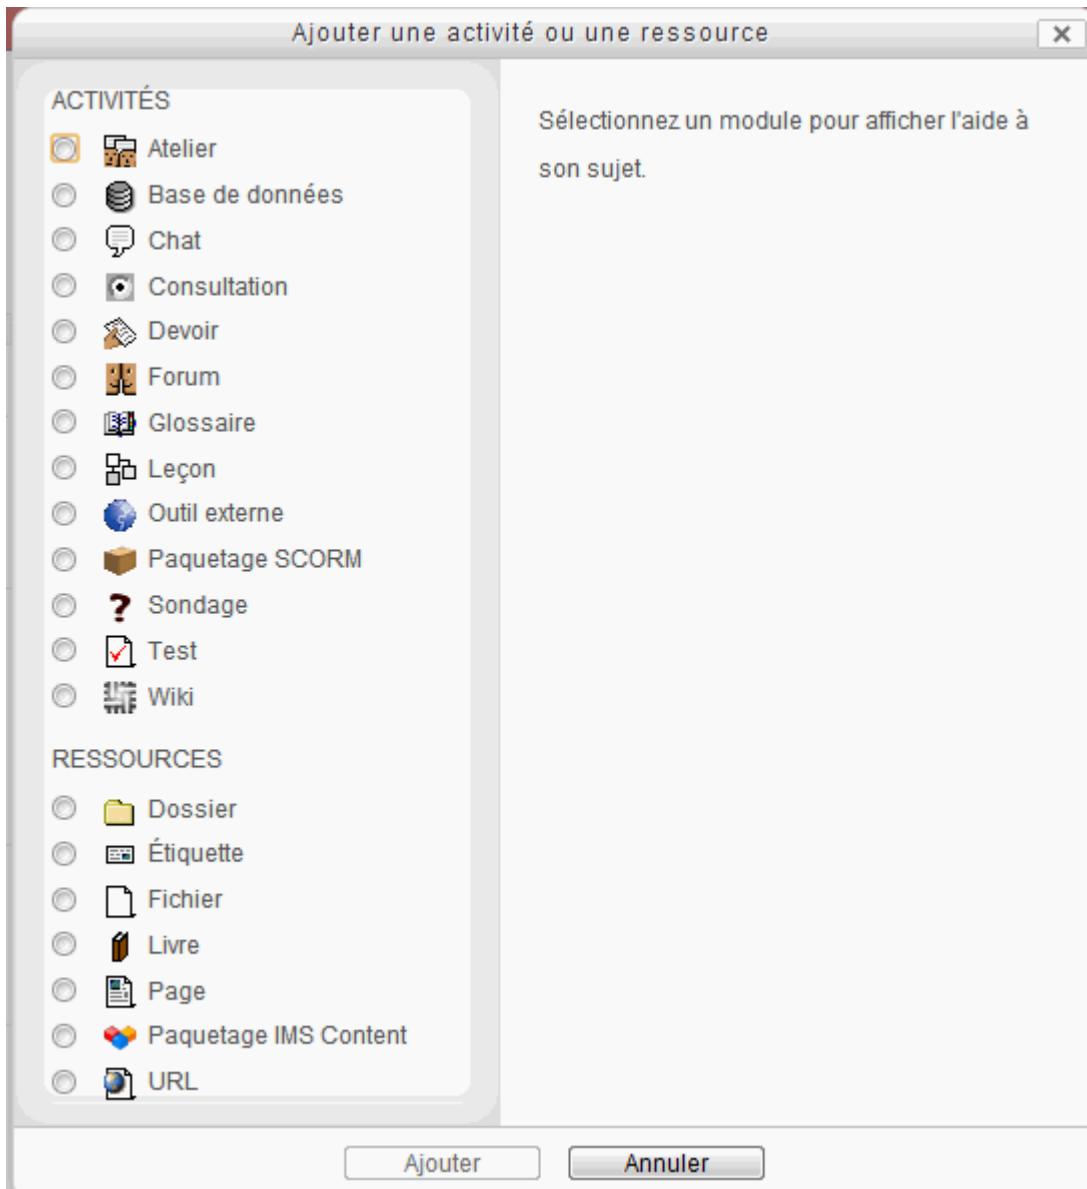 Ajouter une activité ou une ressource
ACTIVITÉS
Atelier
Base de données
Chat
Consultation
Devoir
Forum
Glossaire
Leçon
Outil externe
Paquetage SCORM
Sondage
Test
Wiki
RESSOURCES
Dossier
Étiquette
Fichier
Livre
Page
Paquetage IMS Content
URL
Sélectionnez un module pour afficher l'aide à
son sujet.
Ajouter
Annuler